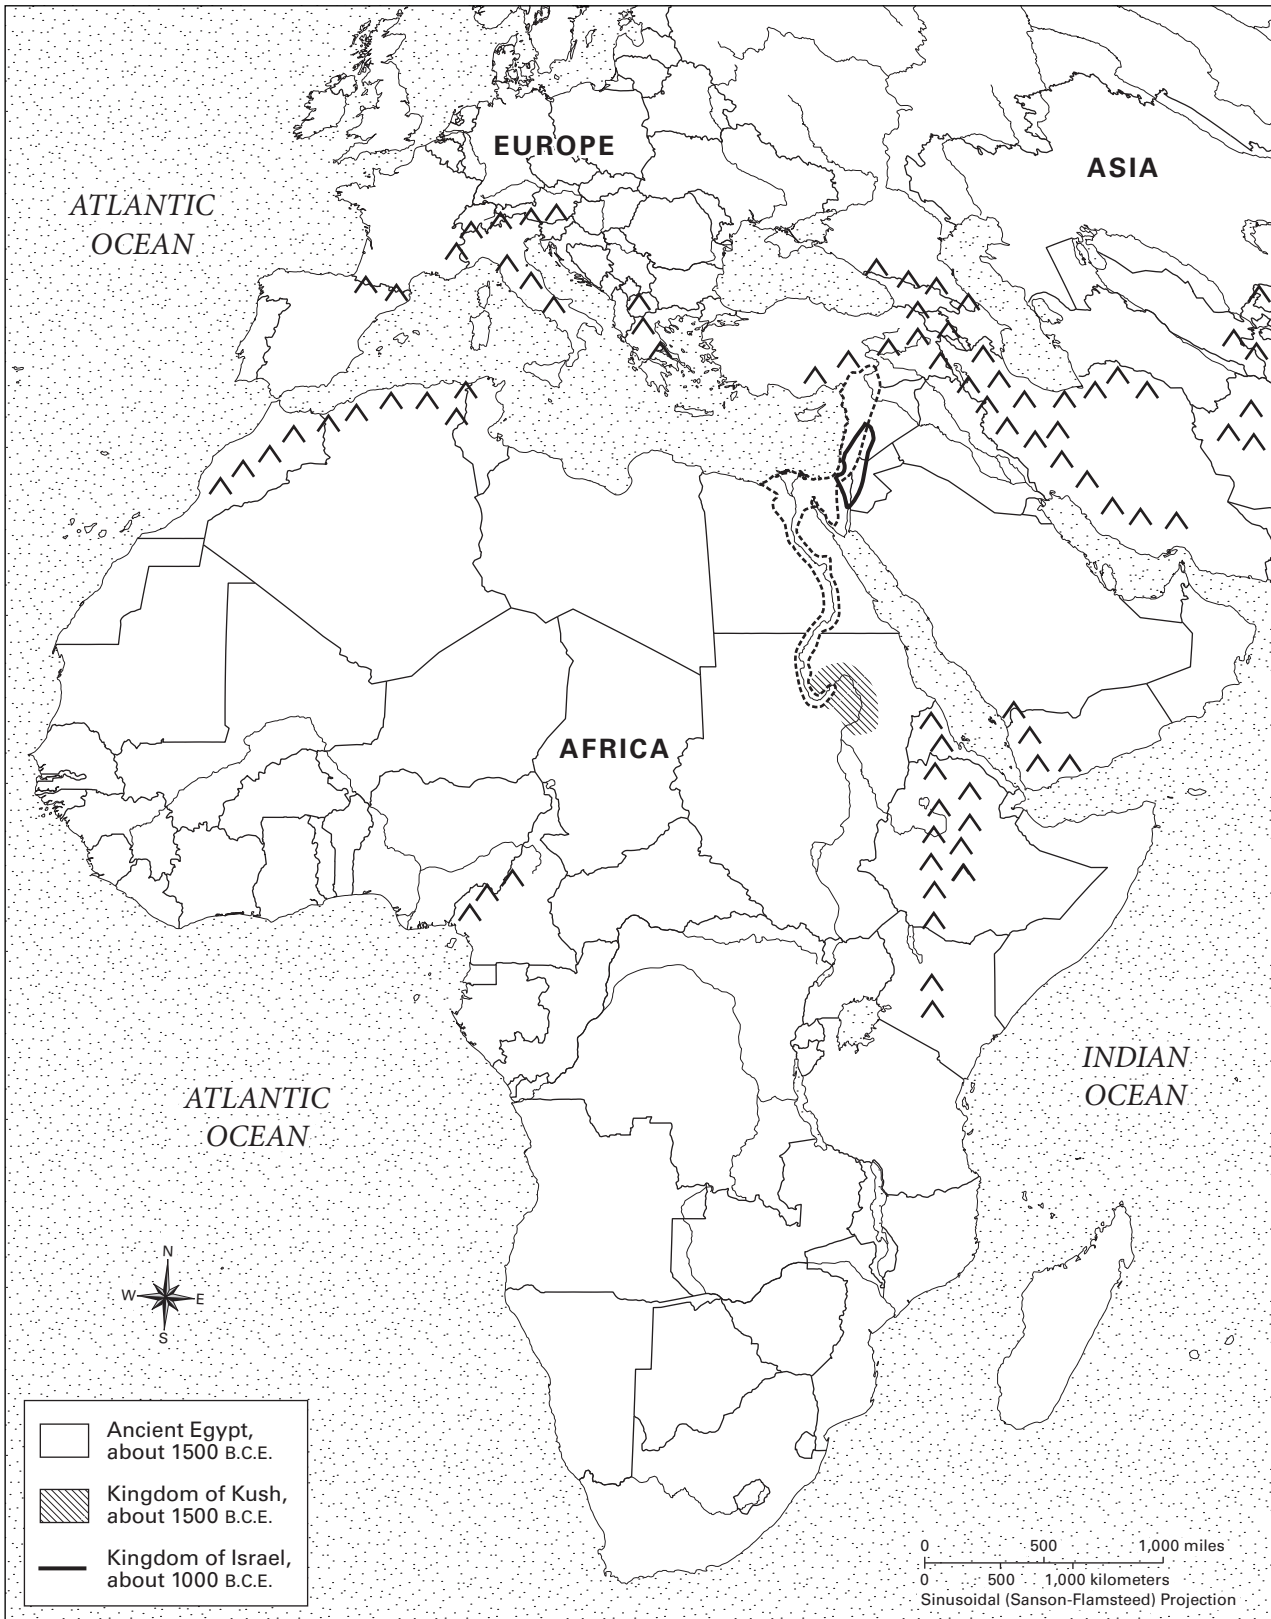 EUROPE
ASIA
ATLANTIC
OCEAN
AFRICA
ATLANTIC
OCEAN
INDIAN
OCEAN
N
W
E
S
Ancient Egypt,
about 1500 B.C.E.
Kingdom of Kush,
about 1500 B.C.E.
Kingdom of Israel,
about 1000 B.C.E.
0 500 1,000 miles
0 500 1,000 kilometers
Sinusoidal (Sanson-Flamsteed) Projection